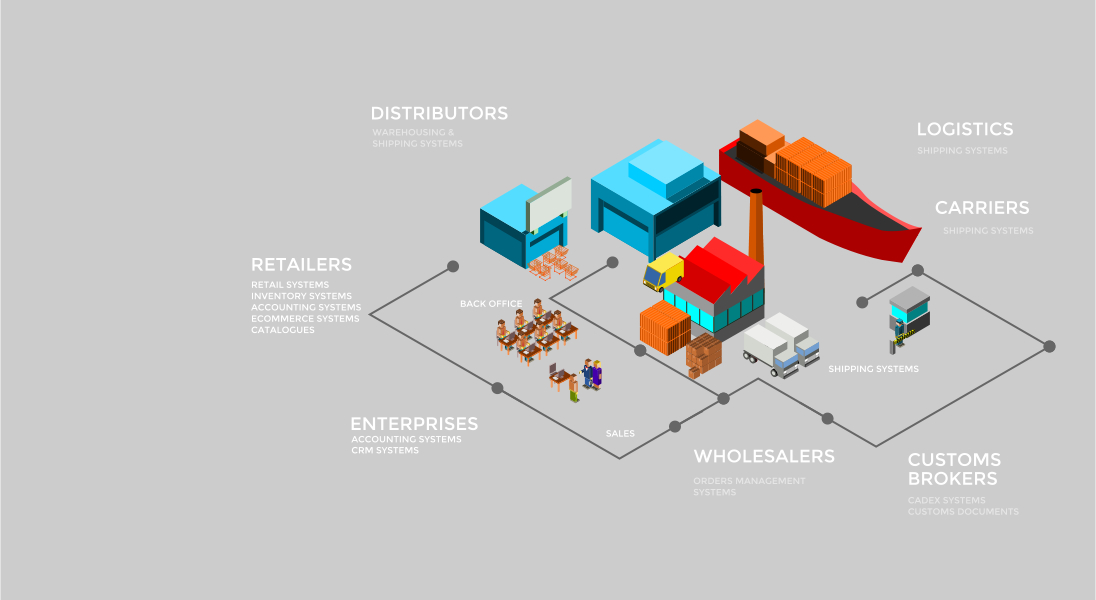 DISTRIBUTORS
WAREHOUSING &
SHIPPING SYSTEMS
LOGISTICS
SHIPPING SYSTEMS
CARRIERS
SHIPPING SYSTEMS
RETAILERS
RETAIL SYSTEMS
INVENTORY SYSTEMS
ACCOUNTING SYSTEMS
ECOMMERCE SYSTEMS
CATALOGUES
BACK OFFICE
SHIPPING SYSTEMS
ENTERPRISES
ACCOUNTING SYSTEMS
CRM SYSTEMS
SALES
WHOLESALERS
ORDERS MANAGEMENT
SYSTEMS
CUSTOMS
BROKERS
CADEX SYSTEMS
CUSTOMS DOCUMENTS